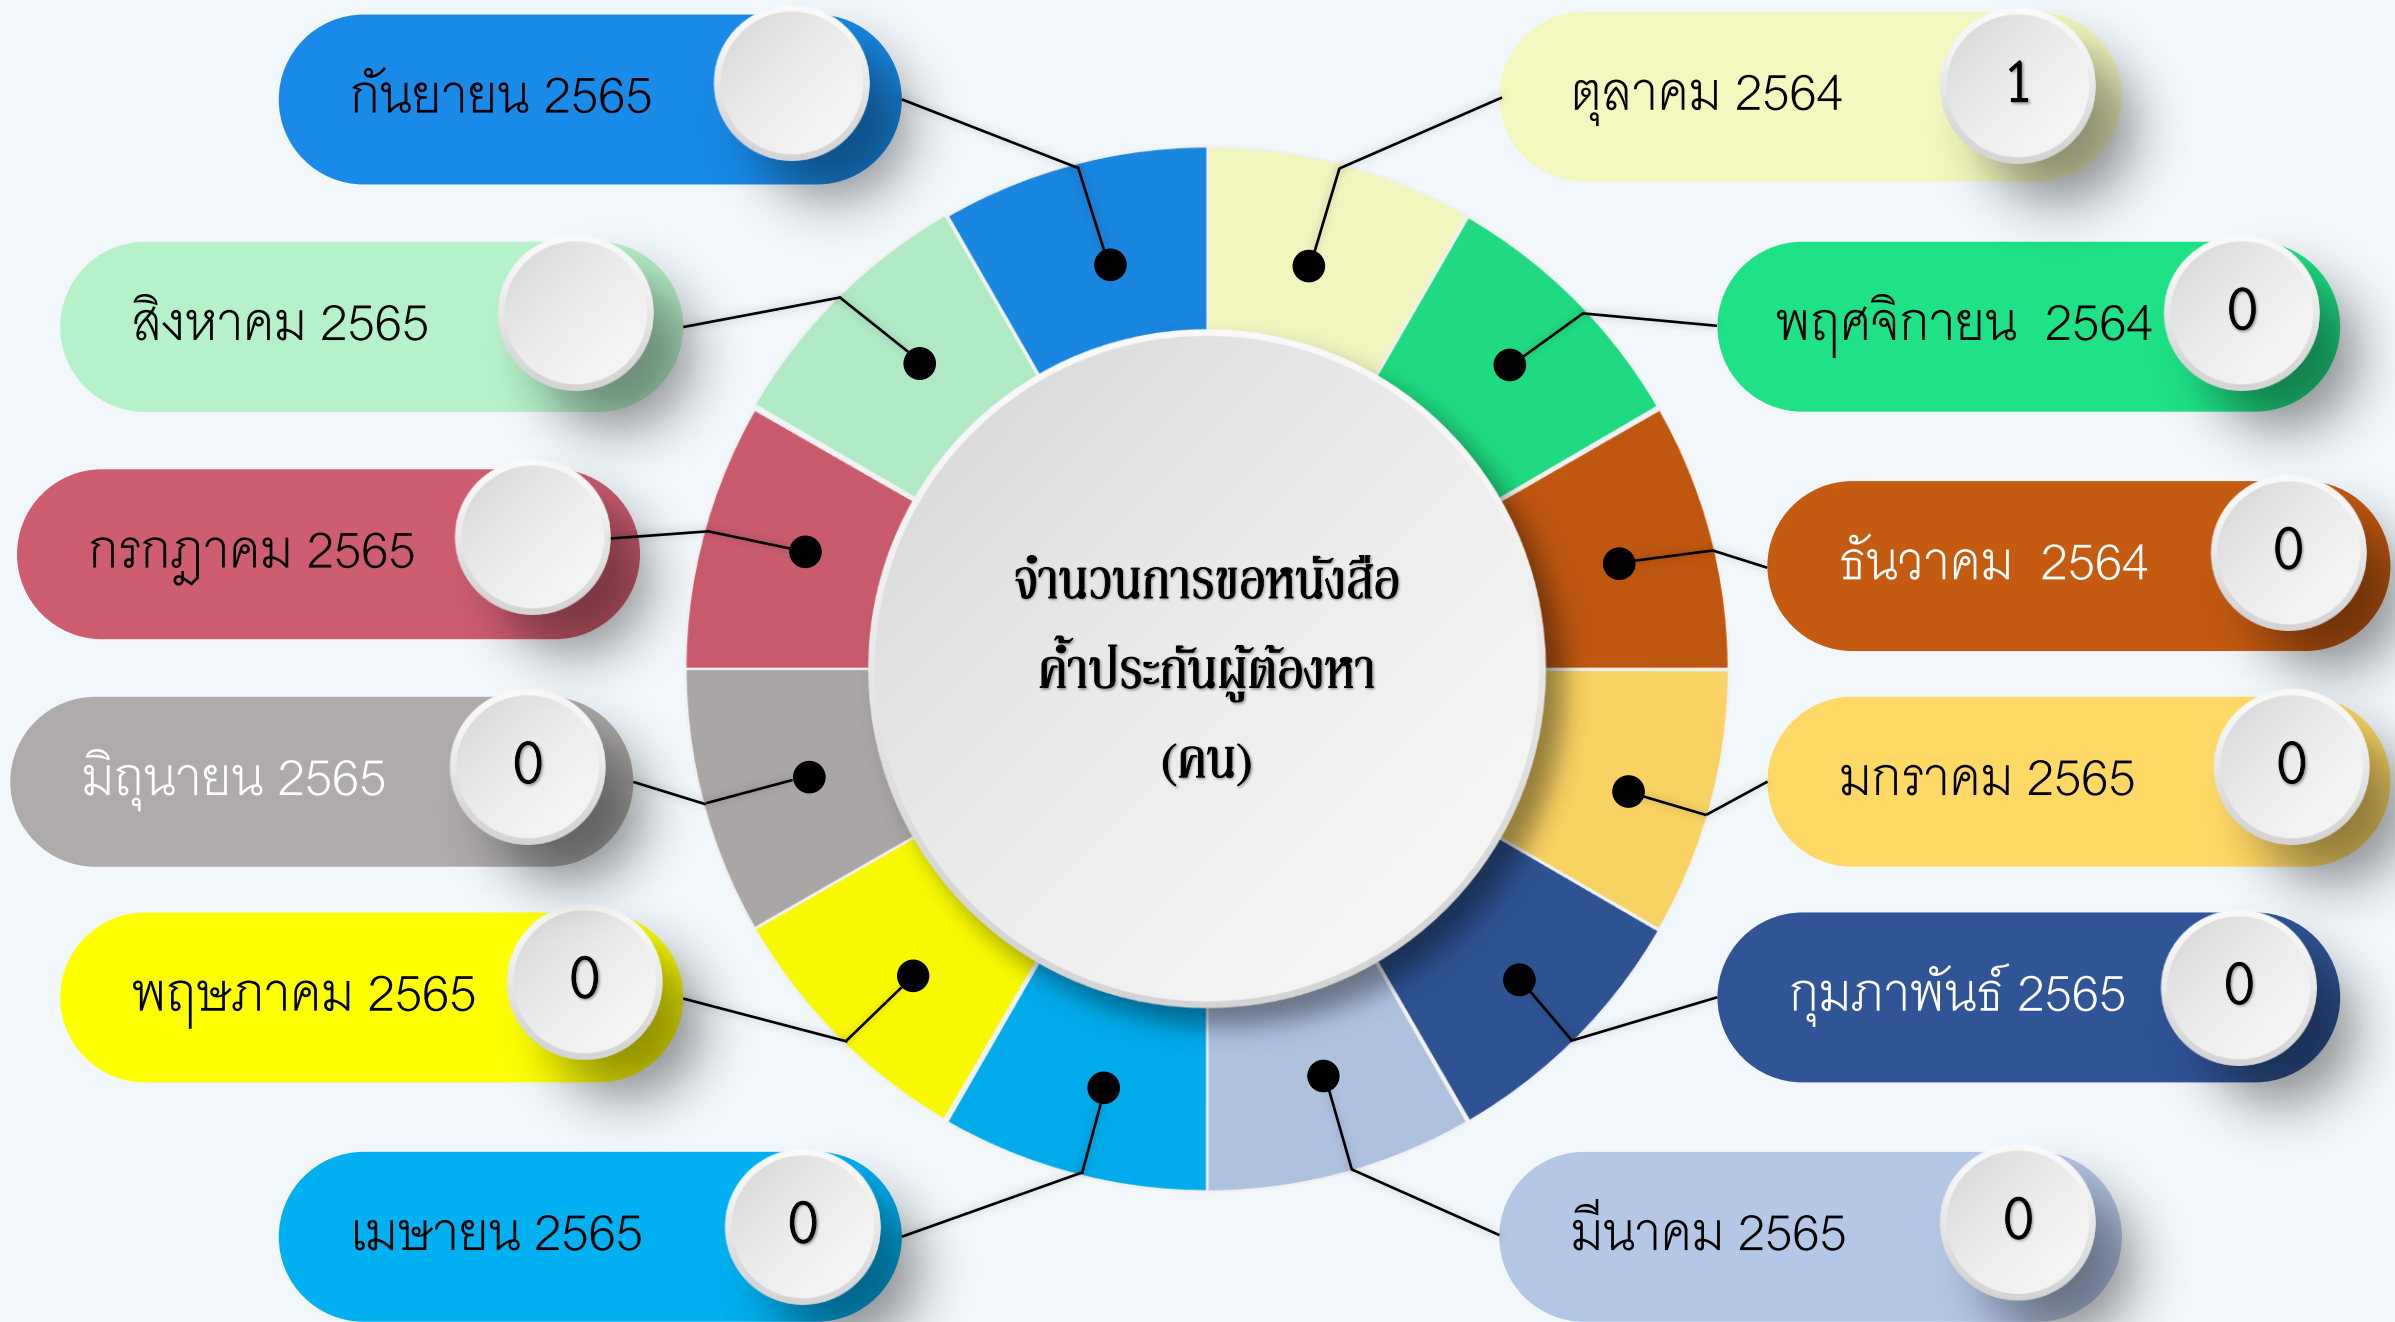 จำนวนการขอหนังสือ
ค้ำประกันผู้ต้องหา
(คน)
ตุลาคม 2564
1
พฤศจิกายน  2564
0
ธันวาคม  2564
0
มกราคม 2565
0
กุมภาพันธ์ 2565
0
มีนาคม 2565
0
เมษายน 2565
0
พฤษภาคม 2565
0
มิถุนายน 2565
0
กรกฎาคม 2565
สิงหาคม 2565
กันยายน 2565